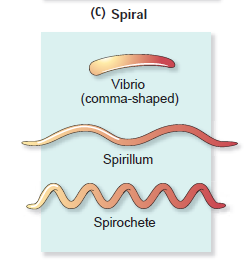 (C) Spiral
Vibrio
(comma-shaped)
Spirillum
Spirochete